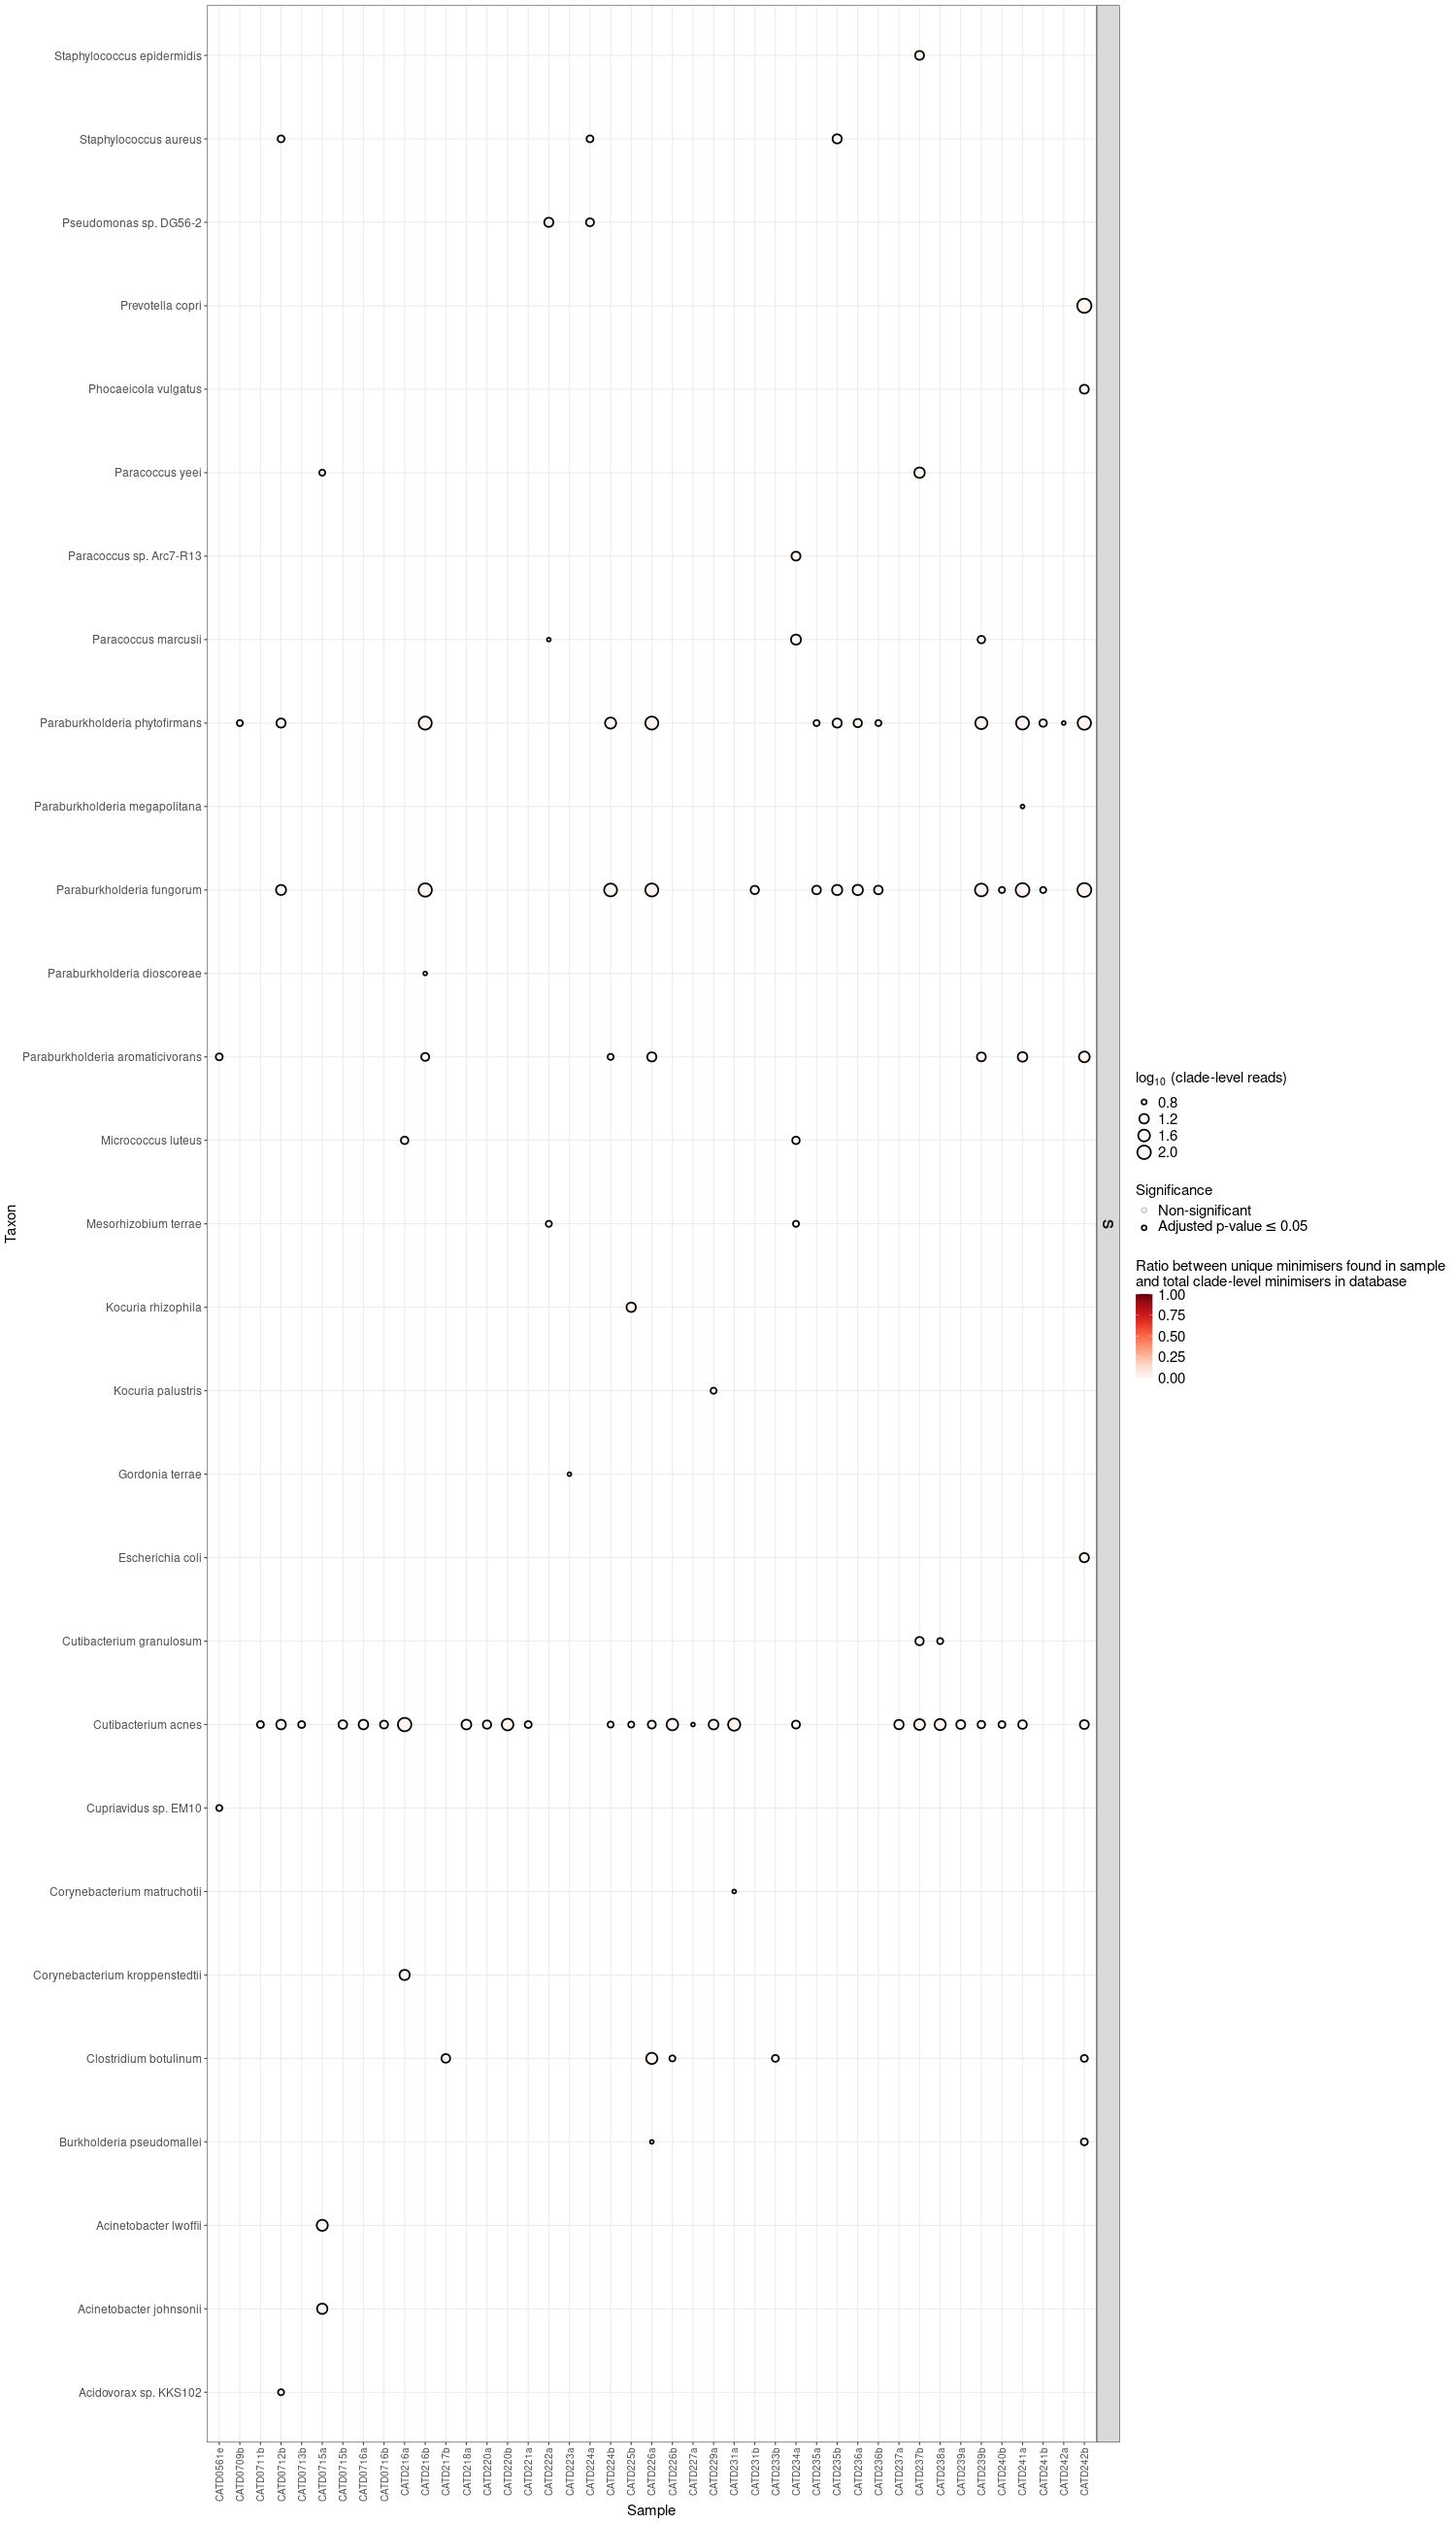 Staphylococcus epidermidis
Staphylococcus aureus
Pseudomonas sp. DG56-2
Prevotella copri
Phocaeicola vulgatus
Paracoccus yeei
Paracoccus sp. Arc7-R13
Paracoccus marcusii
Paraburkholderia phytofirmans
Paraburkholderia megapolitana
Paraburkholderia fungorum
Paraburkholderia dioscoreae
Paraburkholderia aromaticivorans
Micrococcus luteus
Mesorhizobium terrae
Kocuria rhizophila
Kocuria palustris
Gordonia terrae
Escherichia coli
Cutibacterium granulosum
Cutibacterium acnes
Cupriavidus sp. EM10
Corynebacterium matruchotii
Corynebacterium kroppenstedtii
Clostridium botulinum
Burkholderia pseudomallei
Acinetobacter lwoffii
Acinetobacter johnsonii
Acidovorax sp. KKS102
Taxon
CATD0561e
CATD0709b
CATD0711b
CATD0712b
CATD0713b
CATD0715a
CATD0715b
CATD0716a
CATD0716b
CATD216a
CATD216b
CATD217b
CATD218a
CATD220a
CATD220b
CATD221a
CATD222a
CATD223a
CATD224a
CATD224b
CATD225b
CATD226a
CATD226b
CATD227a
CATD229a
CATD231a
CATD231b
CATD233b
CATD234a
CATD235a
CATD235b
CATD236a
CATD236b
CATD237a
CATD237b
CATD238a
CATD239a
CATD239b
CATD240b
CATD241a
CATD241b
CATD242a
CATD242b
Sample
S
log10 (clade-level reads)
0.8
1.2
1.6
2.0
Significance
Non-significant
Adjusted p-value ≤ 0.05
Ratio between unique minimisers found in sample
and total clade-level minimisers in database
1.00
0.75
0.50
0.25
0.00